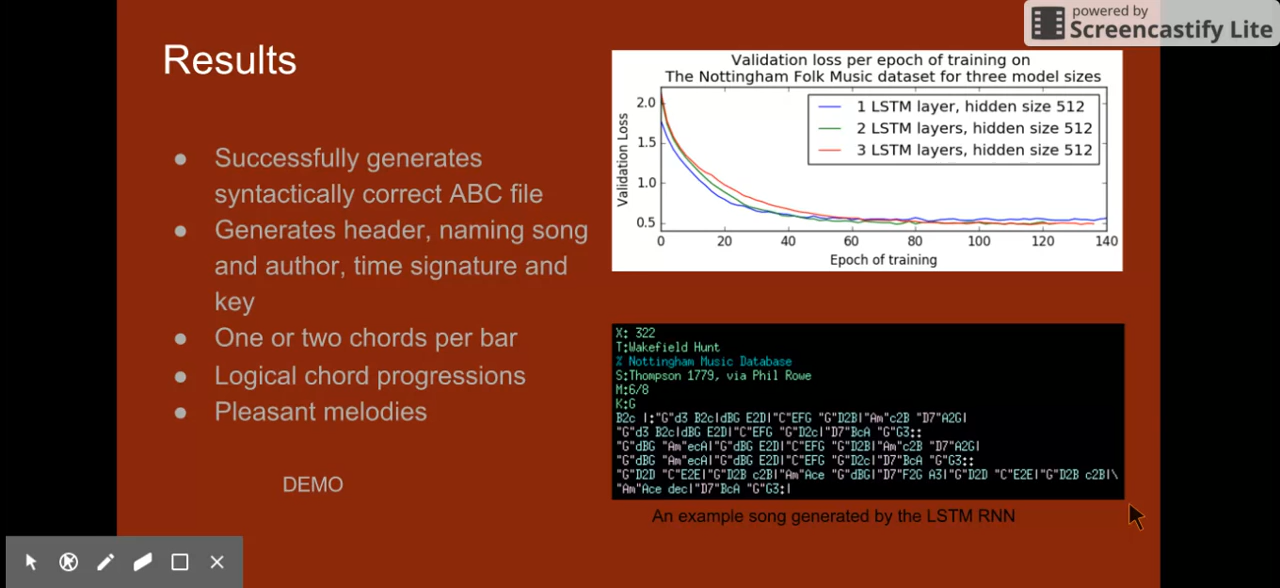 powered by
Screencastify Lite
Results
Successfully generates
syntactically correct ABC file
Generates header, naming song
and author, time signature and
key
One or two chords per bar
Logical chord progressions
Pleasant melodies
DEMO
Validation loss per epoch of training on
The Nottingham Folk Music dataset for three model sizes
1 LSTM layer, hidden size 512
2 LSTM layers, hidden size 512
3 LSTM layers, hidden size 512
Validation Loss
2.0
1.5
1.0
0.5
0 20 40 60 80 100 120 140
Epoch of training
X: 322
T:Wakefield Hunt
% Nottingham Music Database
S:Thompson 1779, via Phil Rowe
M:6/8
K:G
B2c |:"G"d3 B2c|dBG E2D|"C"EFG "G"D2B|"Am"c2B "D7"A2G|
"G"d3 B2c|dBG E2D|"C"EFG "G"D2c|"D7"BcA "G"G3::
"G"dBG "Am"ecA|"G"dBG E2D|"C"EFG "G"D2B|"Am"c2B "D7"A2G|
"G"dBG "Am"ecA|"G"dBG E2D|"C"EFG "G"D2c|"D7"BcA "G"G3::
"G"D2D "C"E2E|"G"D2B c2B|"Am"Ace "G"dBG|"D7"F2G A3|"G"D2D "C"E2E|"G"D2B c2B|\
"Am"Ace dec|"D7"BcA "G"G3:|
An example song generated by the LSTM RNN